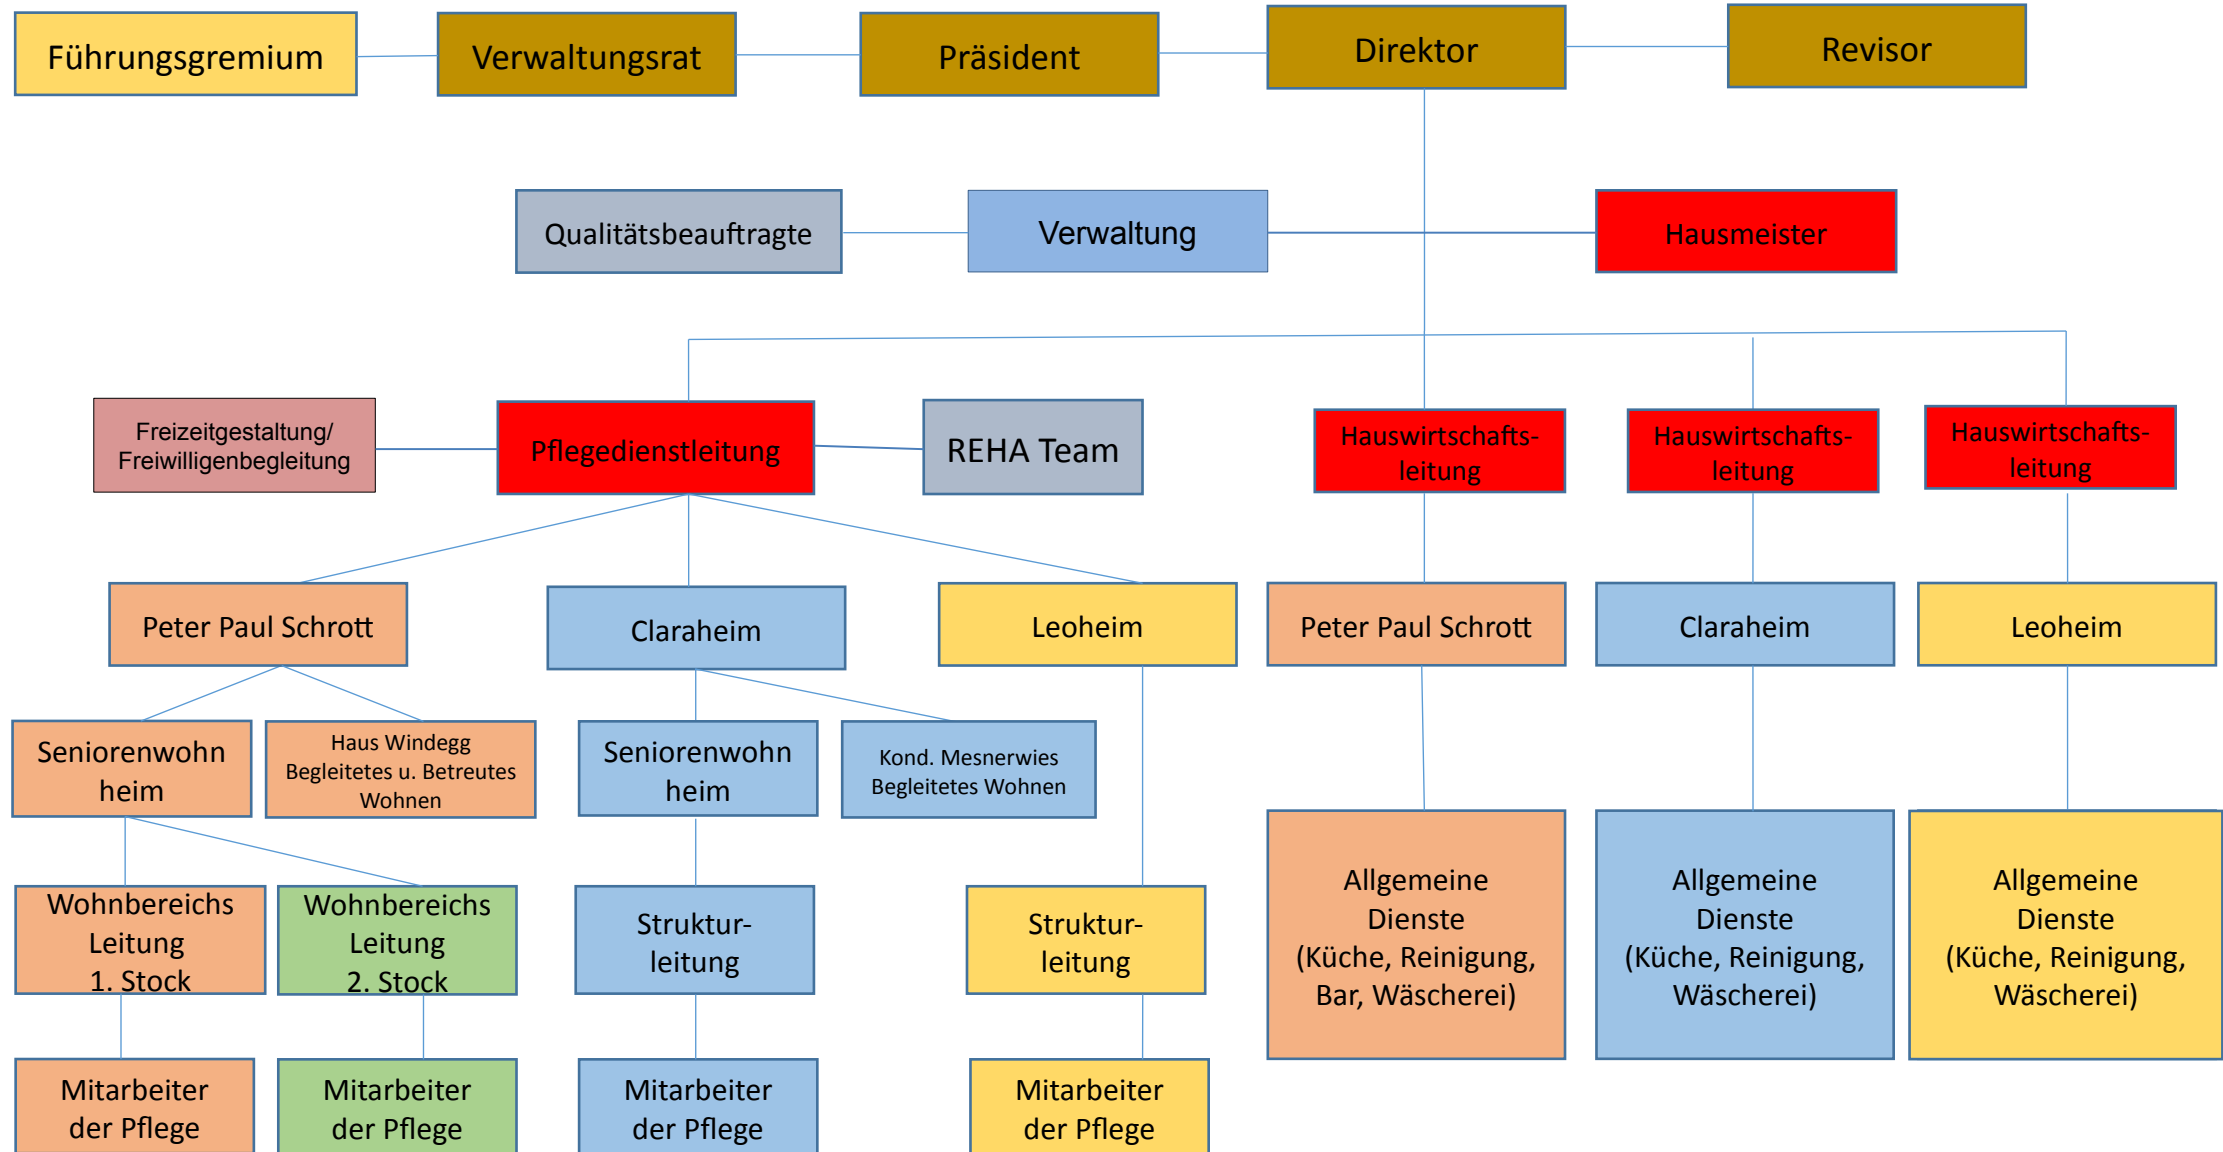 Führungsgremium
Verwaltungsrat
Präsident
Direktor
Revisor
Qualitätsbeauftragte
Verwaltung
Hausmeister
Freizeitgestaltung/
Freiwilligenbegleitung
Pflegedienstleitung
REHA Team
Hauswirtschafts-
leitung
Hauswirtschafts-
leitung
Hauswirtschafts-
leitung
Peter Paul Schrott
Claraheim
Leoheim
Peter Paul Schrott
Claraheim
Leoheim
Seniorenwohn
heim
Haus Windegg
Begleitetes u. Betreutes
Wohnen
Seniorenwohn
heim
Kond. Mesnerwies
Begleitetes Wohnen
Wohnbereichs
Leitung
1. Stock
Wohnbereichs
Leitung
2. Stock
Struktur-
leitung
Struktur-
leitung
Allgemeine
Dienste
(Küche, Reinigung,
Bar, Wäscherei)
Allgemeine
Dienste
(Küche, Reinigung,
Wäscherei)
Allgemeine
Dienste
(Küche, Reinigung,
Wäscherei)
Mitarbeiter
der Pflege
Mitarbeiter
der Pflege
Mitarbeiter
der Pflege
Mitarbeiter
der Pflege